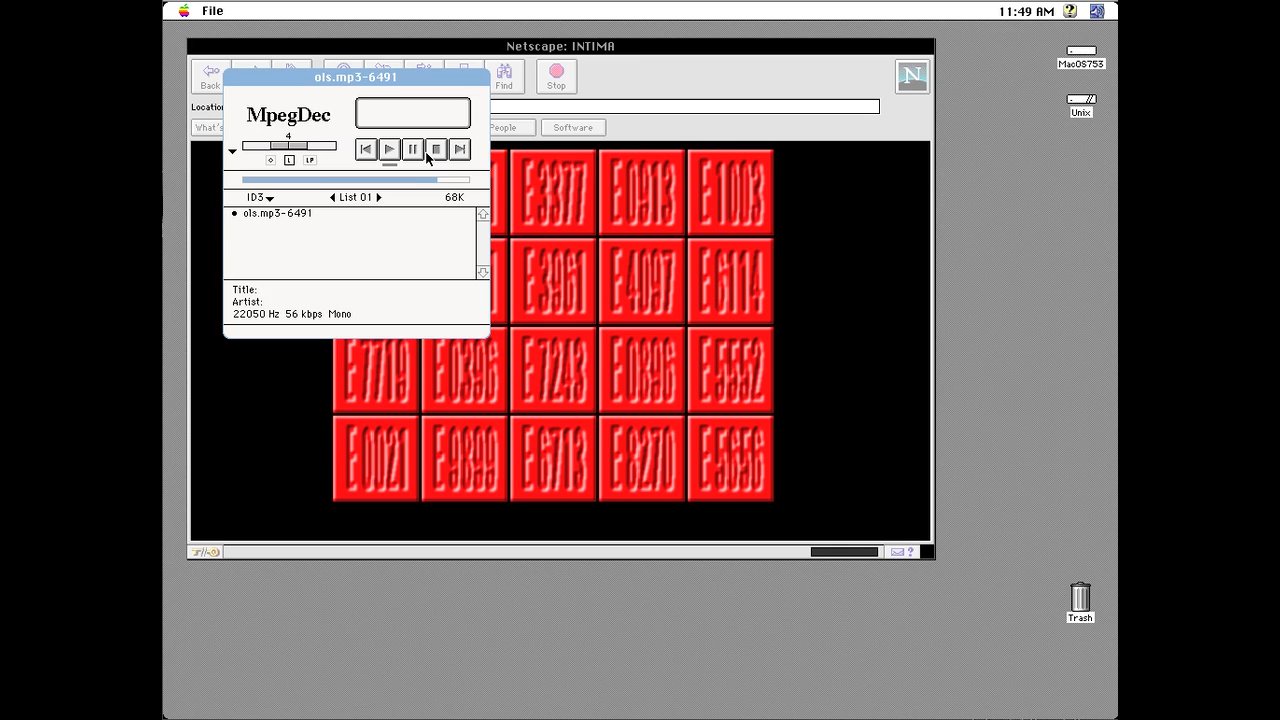 File
11:49 AM
Netscape: INTIMA
MacOS753
Unix
Back
Find
Stop
N
Locatio
What's
People
Software
ols.mp3-6491
MpegDec
4
L
LP
ID3
List 01
68K
ols.mp3-6491
Title:
Artist:
22050 Hz 56 kbps Mono
E3377 E0913 E1003
E3961 E4097 E6114
E7719 E0396 E7243 E0896 E5552
E0021 E9899 E6713 E8270 E5656
Trash